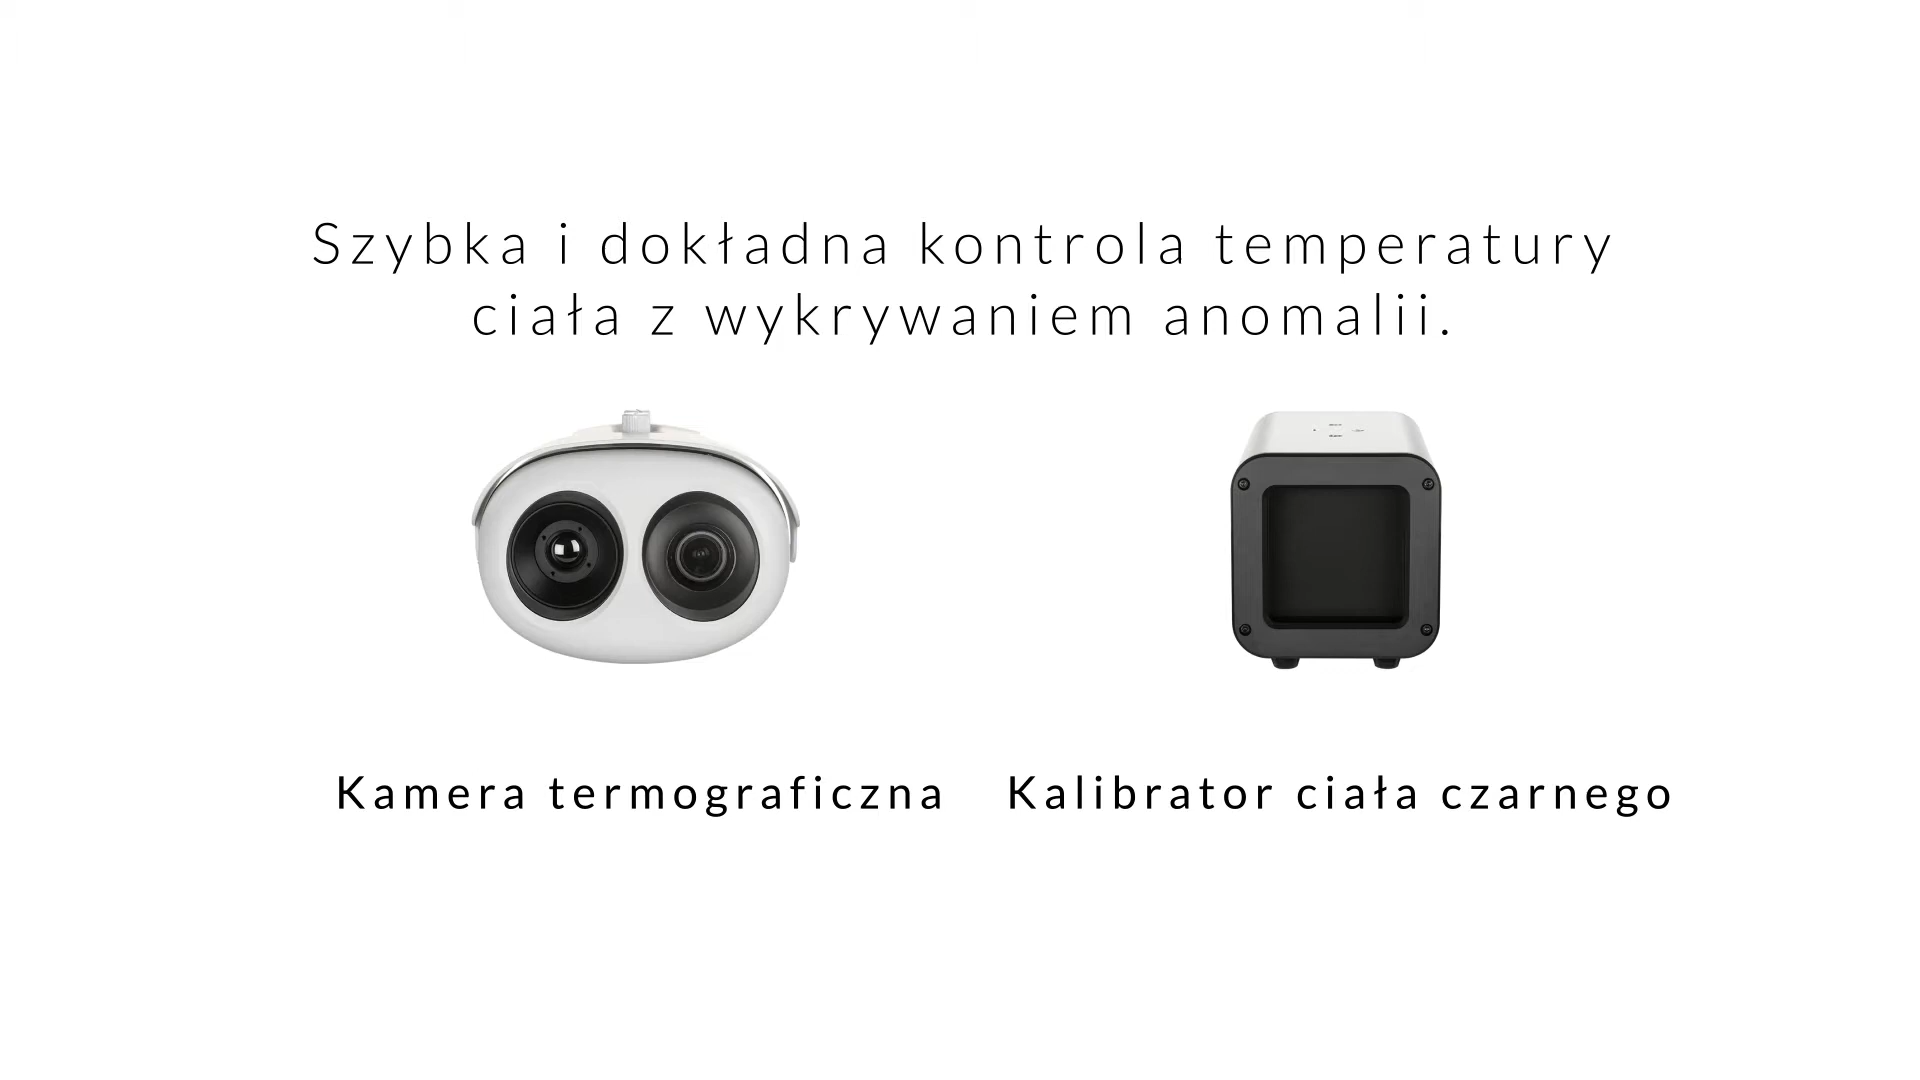 Szybka i dokładna kontrola temperatury
ciała z wykrywaniem anomalii.
Kamera termograficzna
Kalibrator ciała czarnego